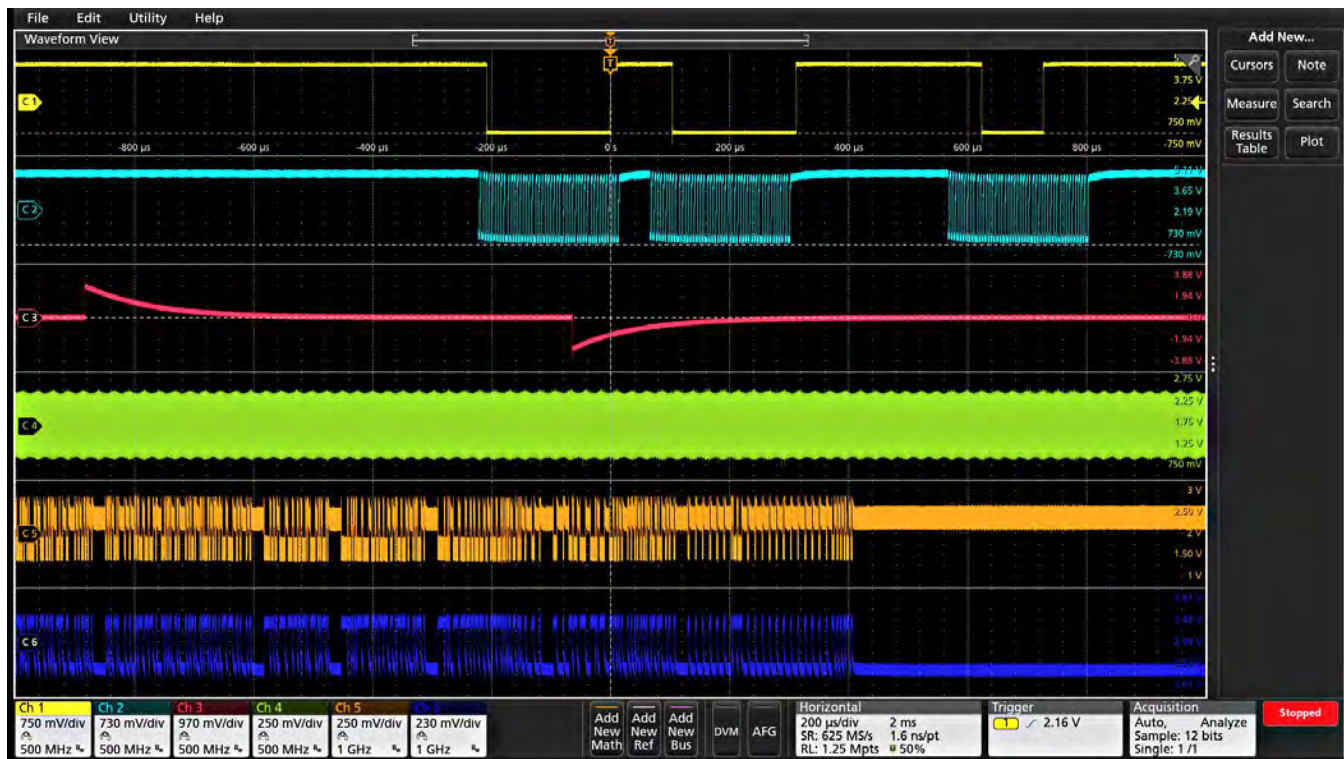 File Edit Utility Help
Waveform View
Add New...
Cursors Note
Measure Search
Results Table Plot
T
T
C 1
3.75 V
750 mV
-750 mV
-800 µs -600 µs -400 µs -200 µs 0 s 200 µs 400 µs 600 µs 800 µs
C 2
3.65 V
2.19 V
730 mV
-730 mV
C 3
3.88 V
1.94 V
-1.94 V
-3.88 V
C 4
2.75 V
2.25 V
1.75 V
1.25 V
750 mV
C 5
3 V
2.50 V
2 V
1.50 V
1 V
C 6
Ch 1 Ch 2 Ch 3 Ch 4 Ch 5
750 mV/div 730 mV/div 970 mV/div 250 mV/div 250 mV/div 230 mV/div
500 MHz 500 MHz 500 MHz 500 MHz 1 GHz 1 GHz
Add New Math
Add New Ref
Add New Bus
DVM
AFG
Horizontal
200 µs/div 2 ms
SR: 625 MS/s 1.6 ns/pt
RL: 1.25 Mpts 50%
Trigger
1 2.16 V
Acquisition
Auto, Analyze
Sample: 12 bits
Single: 1 /1
Stopped